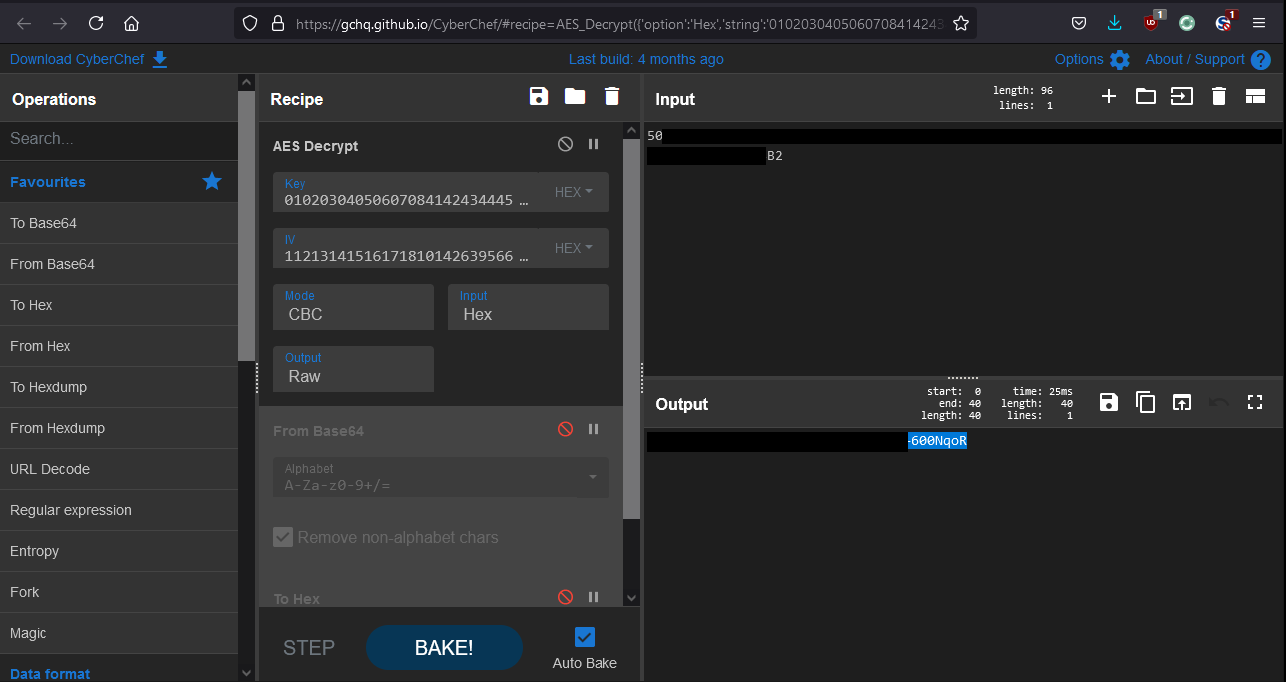 https://gchq.github.io/CyberChef/#recipe=AES_Decrypt({'option':'Hex','string':'0102030405060708414243
1
1
Download CyberChef
Last build: 4 months ago
Options
About / Support
Operations
Search...
Favourites
To Base64
From Base64
To Hex
From Hex
To Hexdump
From Hexdump
URL Decode
Regular expression
Entropy
Fork
Magic
Data format
Recipe
AES Decrypt
Key
01020304050607084142434445 …
HEX
IV
11213141516171810142639566 …
HEX
Mode
CBC
Input
Hex
Output
Raw
From Base64
Alphabet
A-Za-z0-9+/=
Remove non-alphabet chars
To Hex
STEP
BAKE!
Auto Bake
Input
length: 96
lines: 1
50
B2
Output
start: 0
end: 40
length: 40
time: 25ms
length: 40
lines: 1
-600NqoR